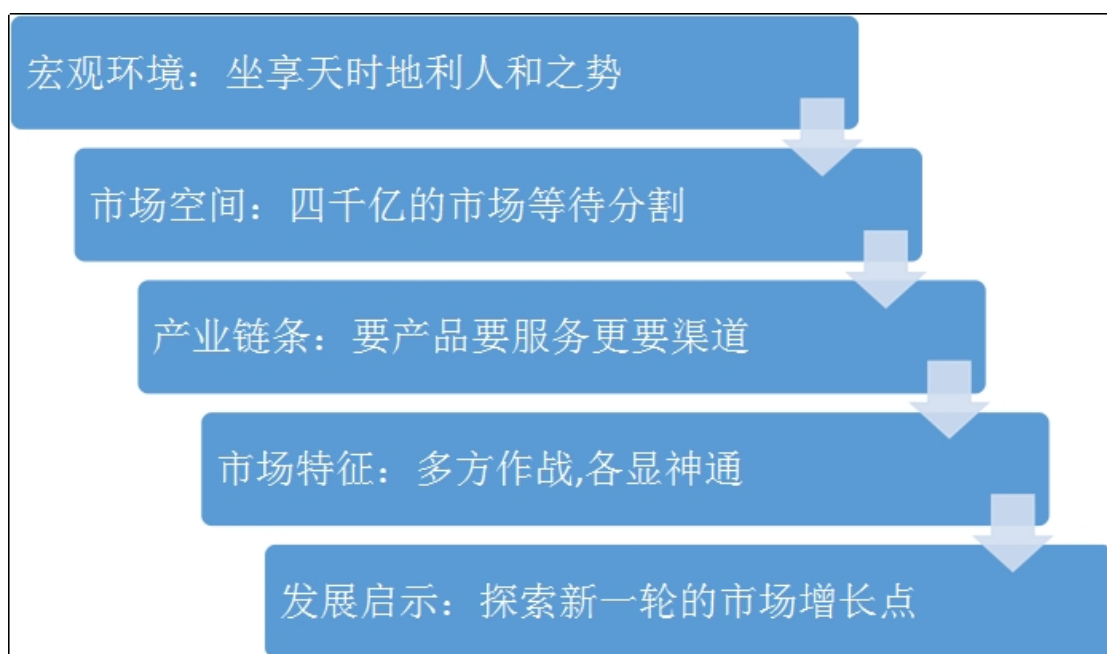 宏观环境：坐享天时地利人和之势
市场空间：四千亿的市场等待分割
产业链条：要产品要服务更要渠道
市场特征：多方作战,各显神通
发展启示：探索新一轮的市场增长点